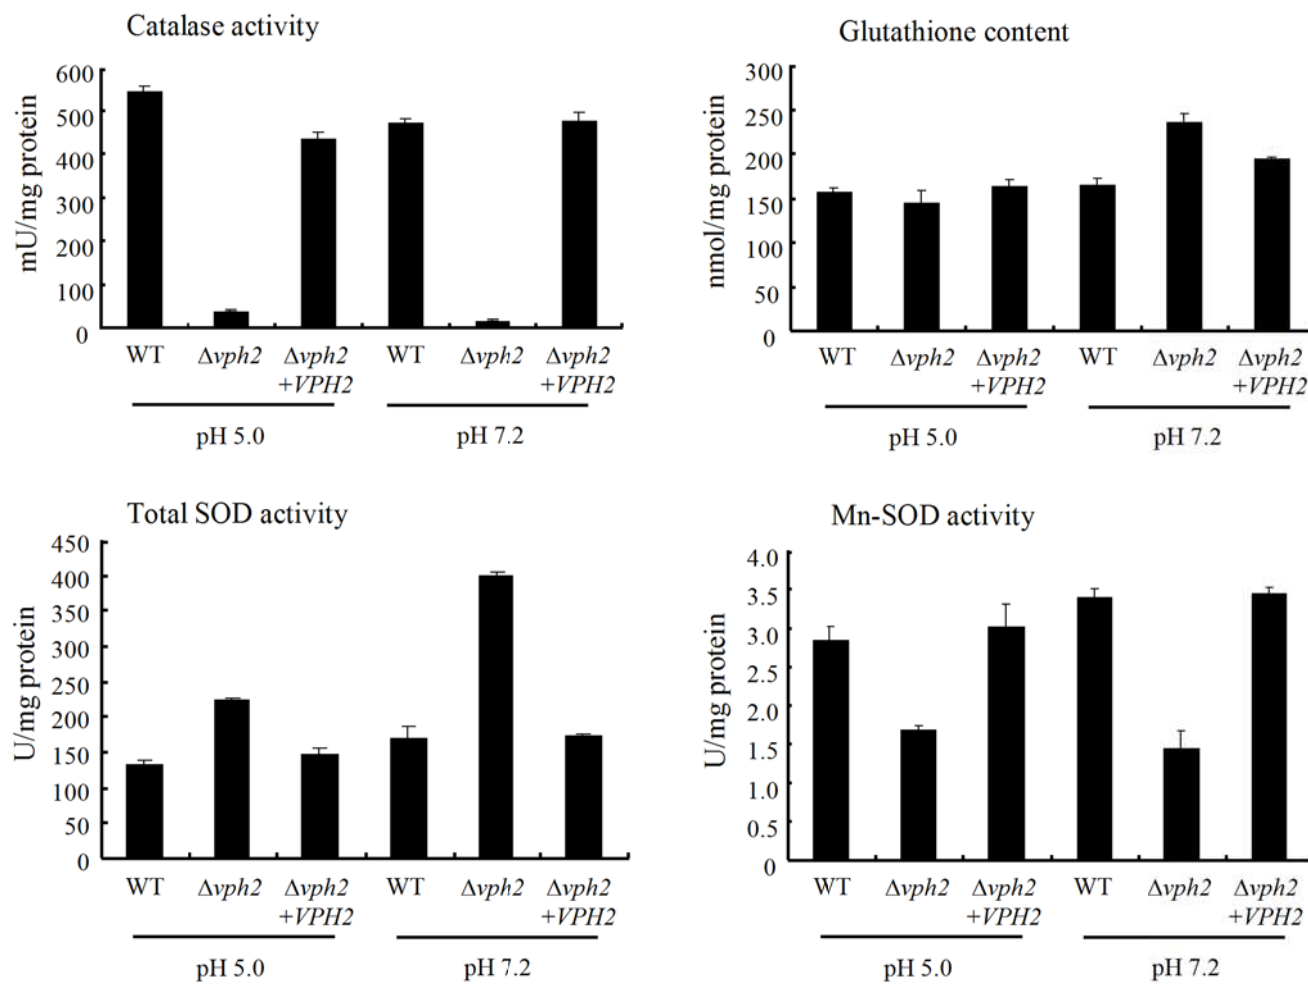 Catalase activity
mU/mg protein
600
500
400
300
200
100
0
WT Δvph2 Δvph2 WT Δvph2 Δvph2
+VPH2 +VPH2
pH 5.0 pH 7.2
Glutathione content
nmol/mg protein
300
250
200
150
100
50
0
WT Δvph2 Δvph2 WT Δvph2 Δvph2
+VPH2 +VPH2
pH 5.0 pH 7.2
Total SOD activity
U/mg protein
450
400
350
300
250
200
150
100
50
0
WT Δvph2 Δvph2 WT Δvph2 Δvph2
+VPH2 +VPH2
pH 5.0 pH 7.2
Mn-SOD activity
U/mg protein
4.0
3.5
3.0
2.5
2.0
1.5
1.0
0.5
0
WT Δvph2 Δvph2 WT Δvph2 Δvph2
+VPH2 +VPH2
pH 5.0 pH 7.2